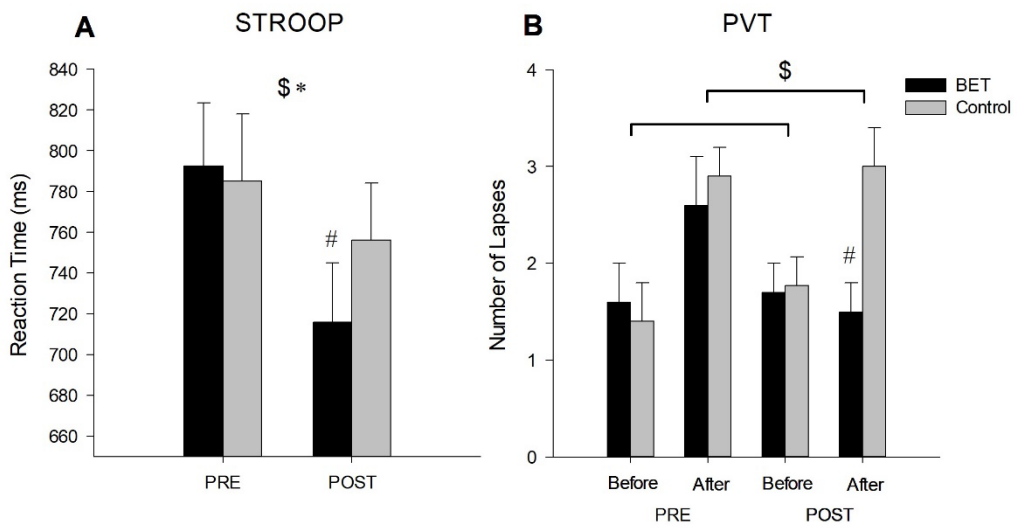 A
STROOP
Reaction Time (ms)
840
820
800
780
760
740
720
700
680
660
$ *
#
PRE
POST
B
PVT
Number of Lapses
4
3
2
1
0
$
#
BET
Control
Before
After
Before
After
PRE
POST